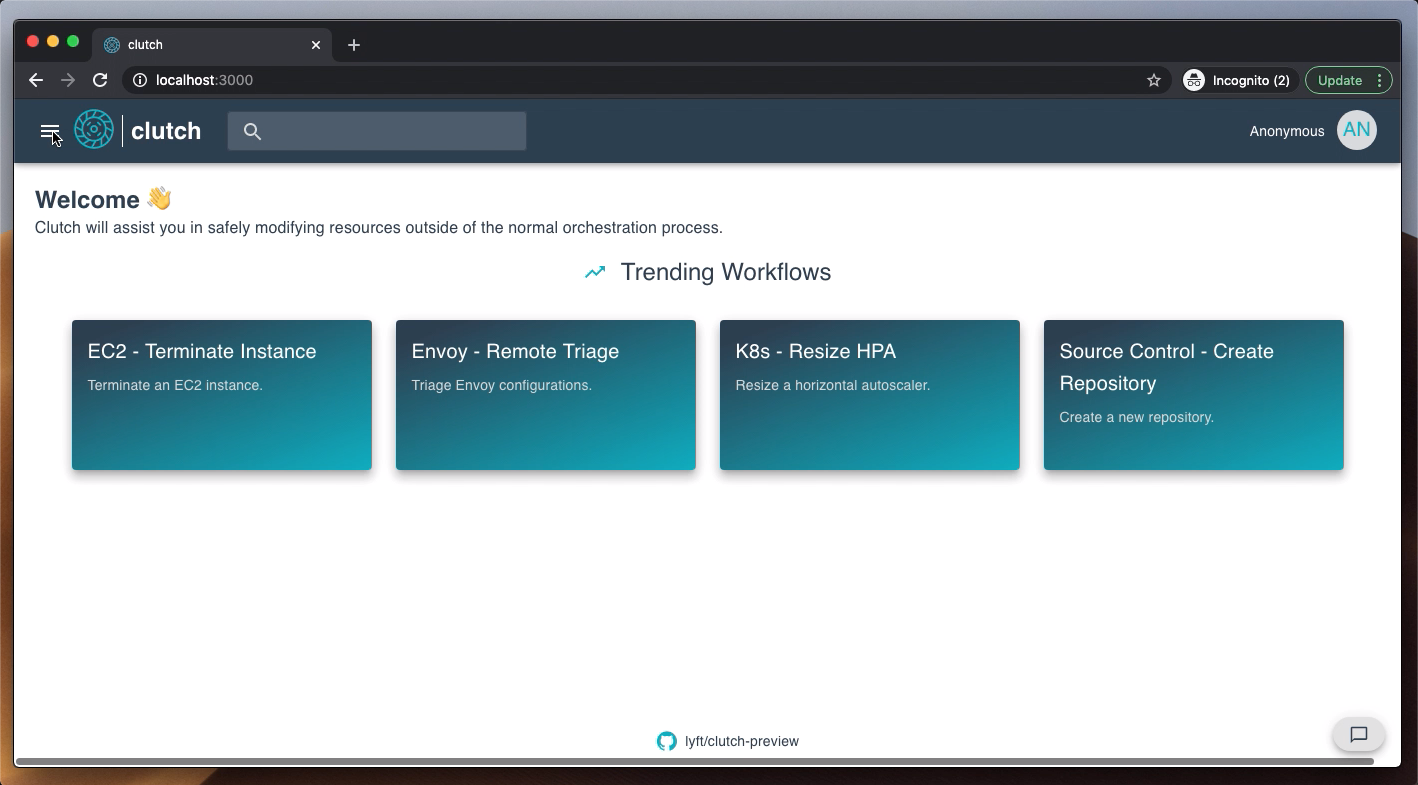 clutch
localhost:3000
Incognito (2)
Update
clutch
Anonymous
AN
Welcome 👋
Clutch will assist you in safely modifying resources outside of the normal orchestration process.
Trending Workflows
EC2 - Terminate Instance
Terminate an EC2 instance.
Envoy - Remote Triage
Triage Envoy configurations.
K8s - Resize HPA
Resize a horizontal autoscaler.
Source Control - Create
Repository
Create a new repository.
lyft/clutch-preview